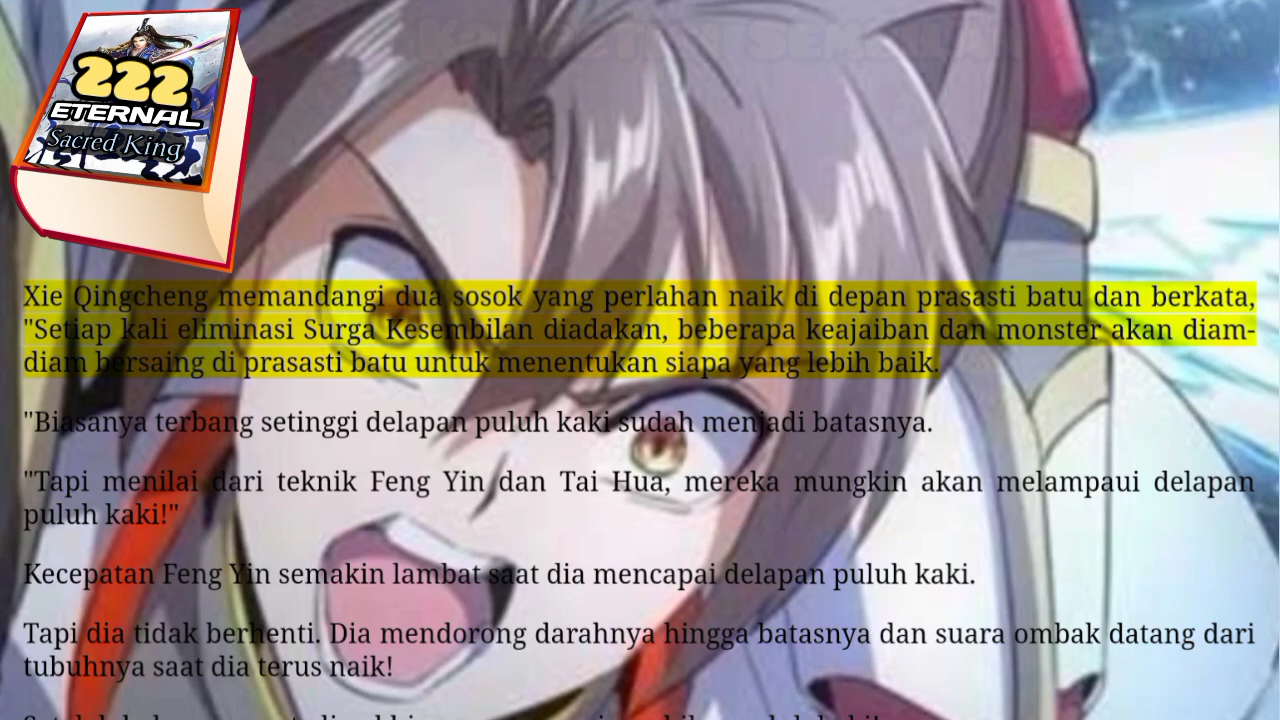 222
ETERNAL
Sacred King
Xie Qingcheng memandangi dua sosok yang perlahan naik di depan prasasti batu dan berkata,
"Setiap kali eliminasi Surga Kesembilan diadakan, beberapa keajaiban dan monster akan diam-
diam bersaing di prasasti batu untuk menentukan siapa yang lebih baik.
"Biasanya terbang setinggi delapan puluh kaki sudah menjadi batasnya.
"Tapi menilai dari teknik Feng Yin dan Tai Hua, mereka mungkin akan melampaui delapan
puluh kaki!"
Kecepatan Feng Yin semakin lambat saat dia mencapai delapan puluh kaki.
Tapi dia tidak berhenti. Dia mendorong darahnya hingga batasnya dan suara ombak datang dari
tubuhnya saat dia terus naik!